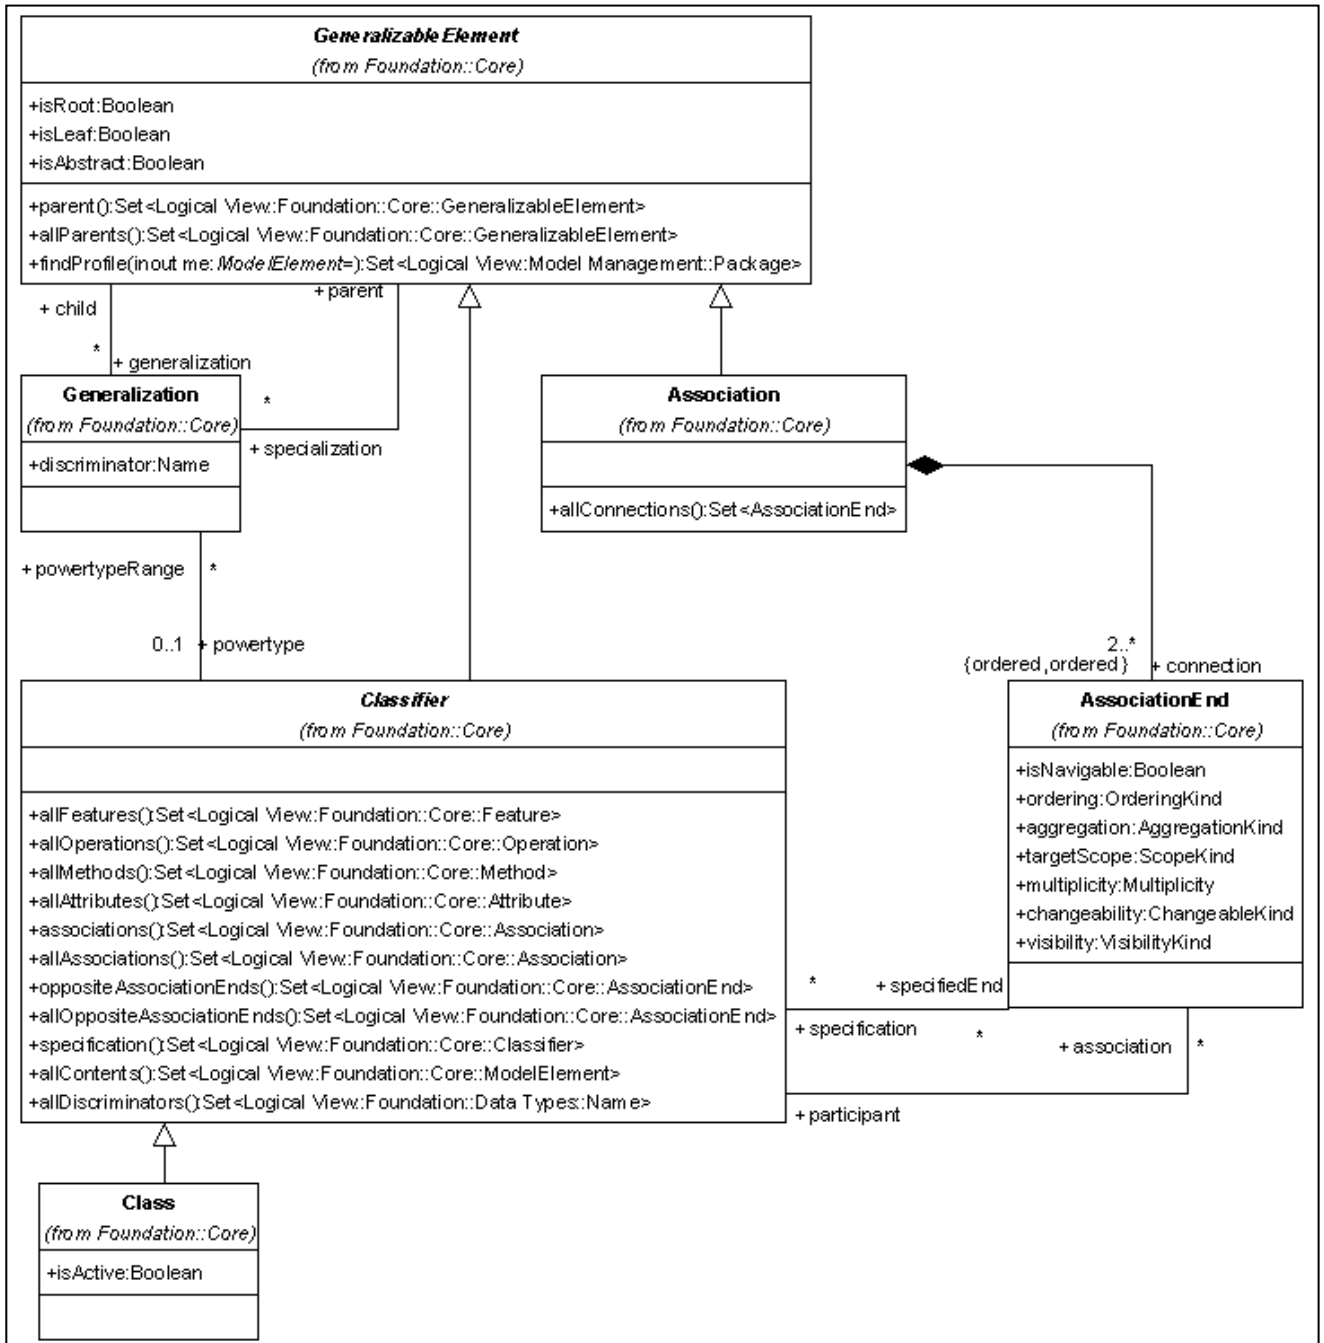 GeneralizableElement
(from Foundation::Core)
+isRoot:Boolean
+isLeaf:Boolean
+isAbstract:Boolean
+parent():Set<Logical View::Foundation::Core::GeneralizableElement>
+allParents():Set<Logical View::Foundation::Core::GeneralizableElement>
+findProfile(inout me:ModelElement=):Set<Logical View::Model Management::Package>
+ child
+ parent
*
+ generalization
Generalization
(from Foundation::Core)
+discriminator:Name
*
+ specialization
Association
(from Foundation::Core)
+allConnections():Set<AssociationEnd>
+ powertypeRange
*
0..1
+ powertype
2..*
{ordered,ordered}
+ connection
Classifier
(from Foundation::Core)
+allFeatures():Set<Logical View::Foundation::Core::Feature>
+allOperations():Set<Logical View::Foundation::Core::Operation>
+allMethods():Set<Logical View::Foundation::Core::Method>
+allAttributes():Set<Logical View::Foundation::Core::Attribute>
+associations():Set<Logical View::Foundation::Core::Association>
+allAssociations():Set<Logical View::Foundation::Core::Association>
+oppositeAssociationEnds():Set<Logical View::Foundation::Core::AssociationEnd>
+allOppositeAssociationEnds():Set<Logical View::Foundation::Core::AssociationEnd>
+specification():Set<Logical View::Foundation::Core::Classifier>
+allContents():Set<Logical View::Foundation::Core::ModelElement>
+allDiscriminators():Set<Logical View::Foundation::Data Types::Name>
AssociationEnd
(from Foundation::Core)
+isNavigable:Boolean
+ordering:OrderingKind
+aggregation:AggregationKind
+targetScope:ScopeKind
+multiplicity:Multiplicity
+changeability:ChangeableKind
+visibility:VisibilityKind
*
+ specifiedEnd
+ specification
*
+ association
*
+ participant
Class
(from Foundation::Core)
+isActive:Boolean